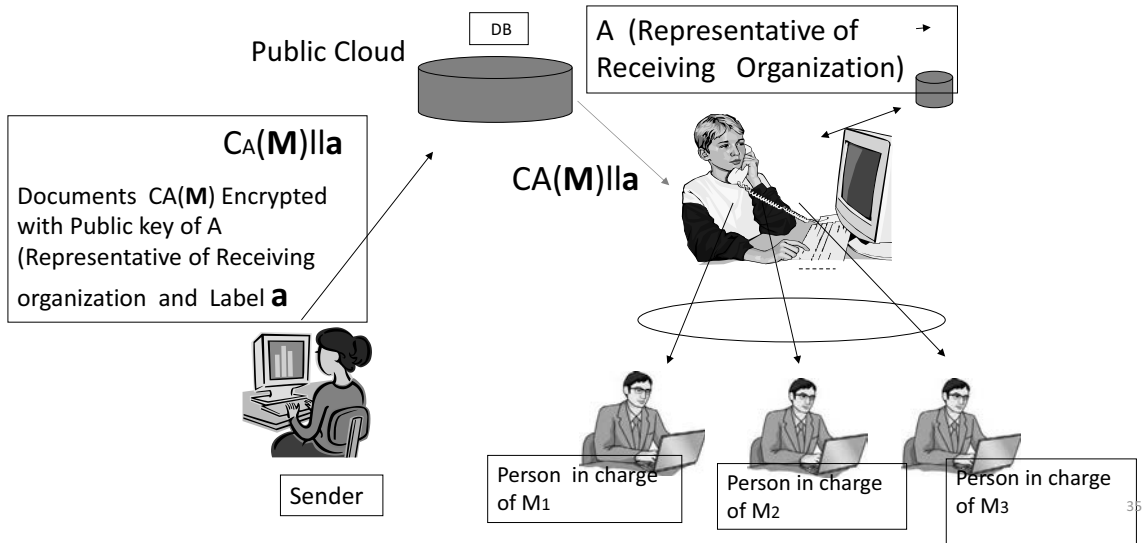 DB
Public Cloud
A (Representative of
Receiving Organization)
CA(M)lla
Documents CA(M) Encrypted
with Public key of A
(Representative of Receiving
organization and Label a
CA(M)lla
Sender
Person in charge
of M1
Person in charge
of M2
Person in charge
of M3
35